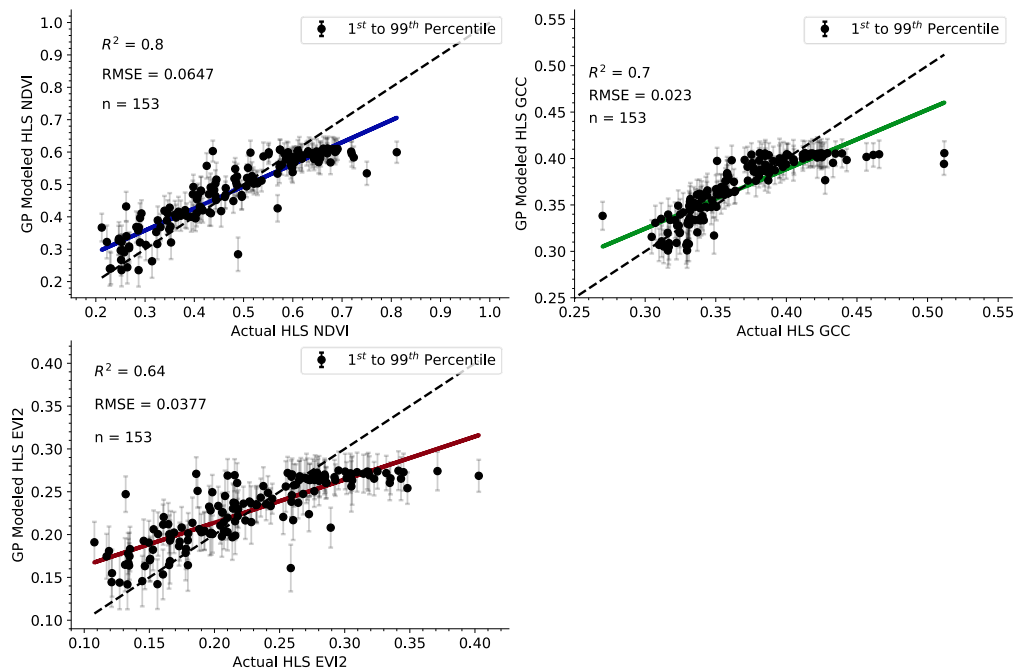 1st to 99th Percentile
R2 = 0.8
RMSE = 0.0647
n = 153
GP Modeled HLS NDVI
1.0
0.9
0.8
0.7
0.6
0.5
0.4
0.3
0.2
0.2 0.3 0.4 0.5 0.6 0.7 0.8 0.9 1.0
Actual HLS NDVI
1st to 99th Percentile
R2 = 0.7
RMSE = 0.023
n = 153
GP Modeled HLS GCC
0.55
0.50
0.45
0.40
0.35
0.30
0.25
0.25 0.30 0.35 0.40 0.45 0.50 0.55
Actual HLS GCC
1st to 99th Percentile
R2 = 0.64
RMSE = 0.0377
n = 153
GP Modeled HLS EVI2
0.40
0.35
0.30
0.25
0.20
0.15
0.10
0.10 0.15 0.20 0.25 0.30 0.35 0.40
Actual HLS EVI2